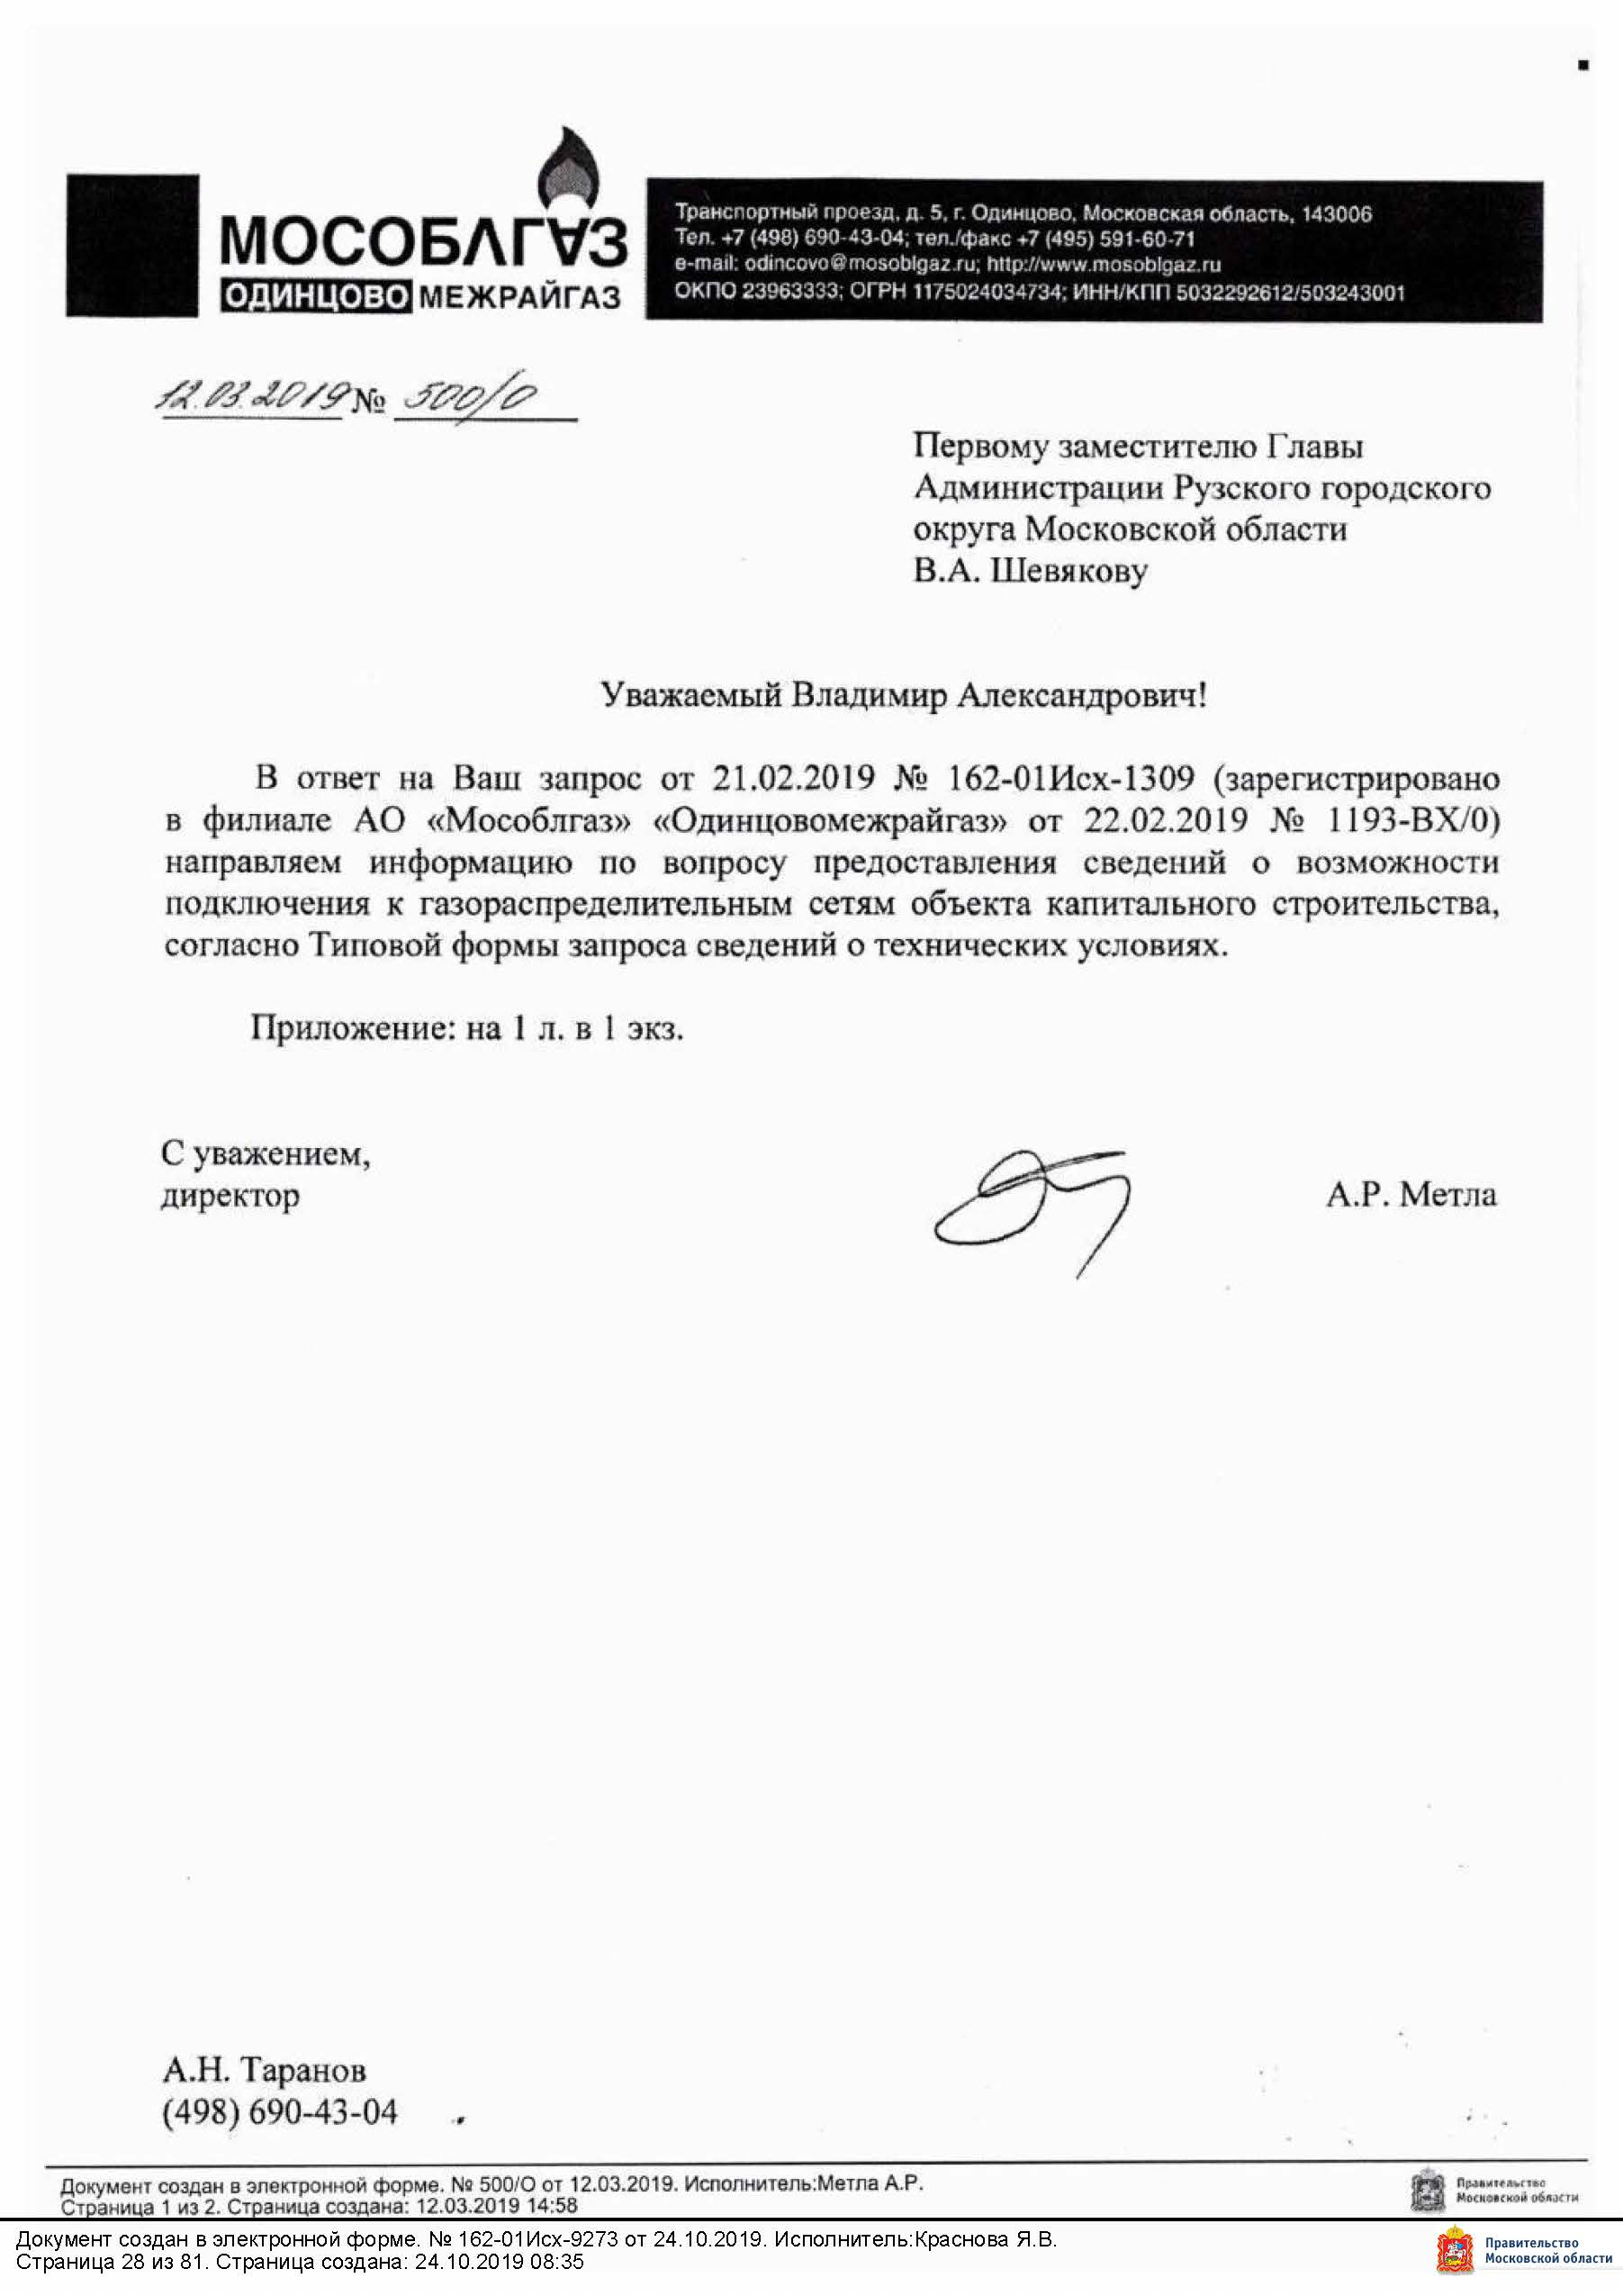 МОСОБЛГАЗ
ОДИНЦОВО МЕЖРАЙГАЗ
Транспортный проезд, д. 5, г. Одинцово, Московская область, 143006
Тел. +7 (498) 690-43-04; тел./факс +7 (495) 591-60-71
e-mail: odincovo@mosoblgaz.ru; http://www.mosoblgaz.ru
ОКПО 23963333; ОГРН 1175024034734; ИНН/КПП 5032292612/503243001
12.03.2019 № 500/О
Первому заместителю Главы
Администрации Рузского городского
округа Московской области
В.А. Шевякову
Уважаемый Владимир Александрович!
В ответ на Ваш запрос от 21.02.2019 № 162-01Исх-1309 (зарегистрировано
в филиале АО «Мособлгаз» «Одинцовомежрайгаз» от 22.02.2019 № 1193-ВХ/0)
направляем информацию по вопросу предоставления сведений о возможности
подключения к газораспределительным сетям объекта капитального строительства,
согласно Типовой формы запроса сведений о технических условиях.
Приложение: на 1 л. в 1 экз.
С уважением,
директор
А.Р. Метла
А.Н. Таранов
(498) 690-43-04
Документ создан в электронной форме. № 500/О от 12.03.2019. Исполнитель:Метла А.Р.
Страница 1 из 2. Страница создана: 12.03.2019 14:58
Правительство
Московской области
Документ создан в электронной форме. № 162-01Исх-9273 от 24.10.2019. Исполнитель:Краснова Я.В.
Страница 28 из 81. Страница создана: 24.10.2019 08:35
Правительство
Московской области